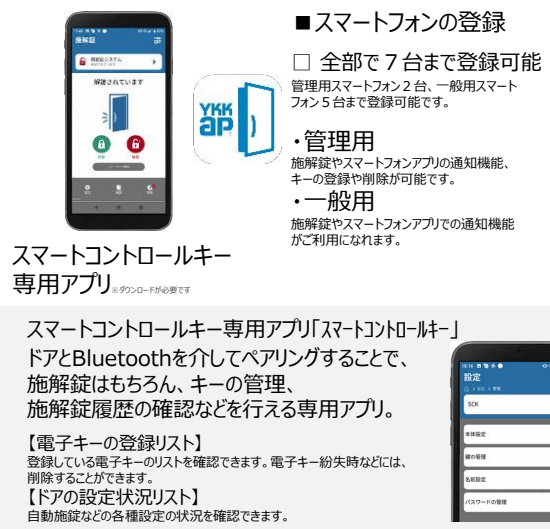 ■スマートフォンの登録
□ 全部で７台まで登録可能
管理用スマートフォン２台、一般用スマート
フォン５台まで登録可能です。
・管理用
施解錠やスマートフォンアプリの通知機能、
キーの登録や削除が可能です。
・一般用
施解錠やスマートフォンアプリでの通知機能
がご利用になれます。
施解錠
解錠されています
YKK
ap
スマートコントロールキー
専用アプリ※ダウンロードが必要です
スマートコントロールキー専用アプリ「ｽﾏｰﾄｺﾝﾄﾛｰﾙｷｰ」
ドアとBluetoothを介してペアリングすることで、
施解錠はもちろん、キーの管理、
施解錠履歴の確認などを行える専用アプリ。
【電子キーの登録リスト】
登録している電子キーのリストを確認できます。電子キー紛失時などには、
削除することができます。
【ドアの設定状況リスト】
自動施錠などの各種設定の状況を確認できます。
設定
SCK
本体設定
鍵の管理
名前設定
パスワードの管理